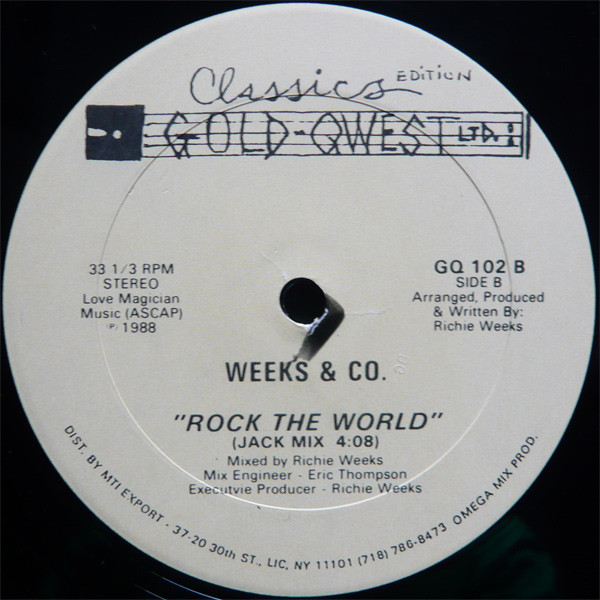 Classics EDITION
GOLD-QWEST LTD.
33 1/3 RPM
STEREO
Love Magician
Music (ASCAP)
(P) 1988
GQ 102 B
SIDE B
Arranged, Produced
& Written By:
Richie Weeks
WEEKS & CO.
"ROCK THE WORLD"
(JACK MIX 4:08)
Mixed by Richie Weeks
Mix Engineer - Eric Thompson
Executvie Producer - Richie Weeks
DIST. BY MTI EXPORT - 37-20 30th ST., LIC, NY 11101 (718) 786-8473 OMEGA MIX PROD.